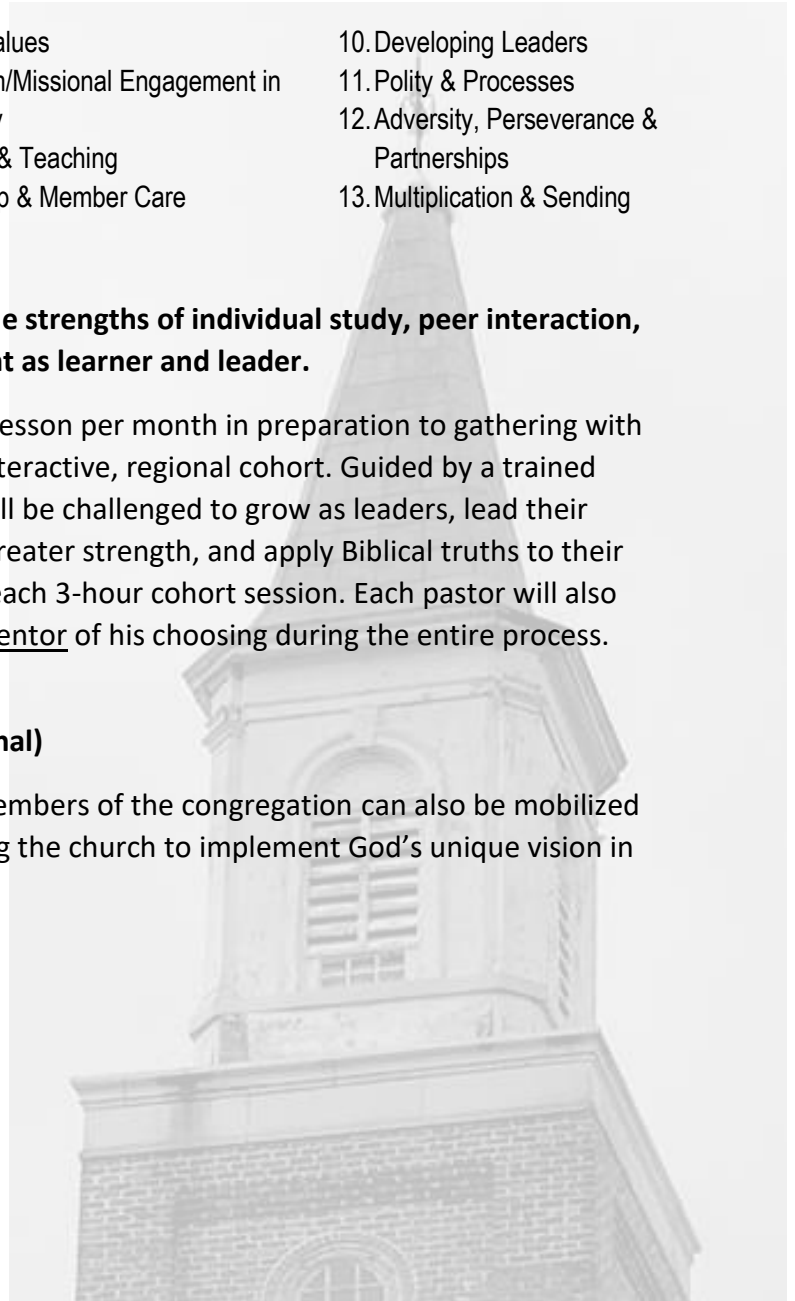 alues
n/Missional Engagement in
y
& Teaching
p & Member Care
10. Developing Leaders
11. Polity & Processes
12. Adversity, Perseverance &
Partnerships
13. Multiplication & Sending
e strengths of individual study, peer interaction,
t as learner and leader.
esson per month in preparation to gathering with
teractive, regional cohort. Guided by a trained
ll be challenged to grow as leaders, lead their
reater strength, and apply Biblical truths to their
each 3-hour cohort session. Each pastor will also
entor of his choosing during the entire process.
nal)
embers of the congregation can also be mobilized
g the church to implement God’s unique vision in